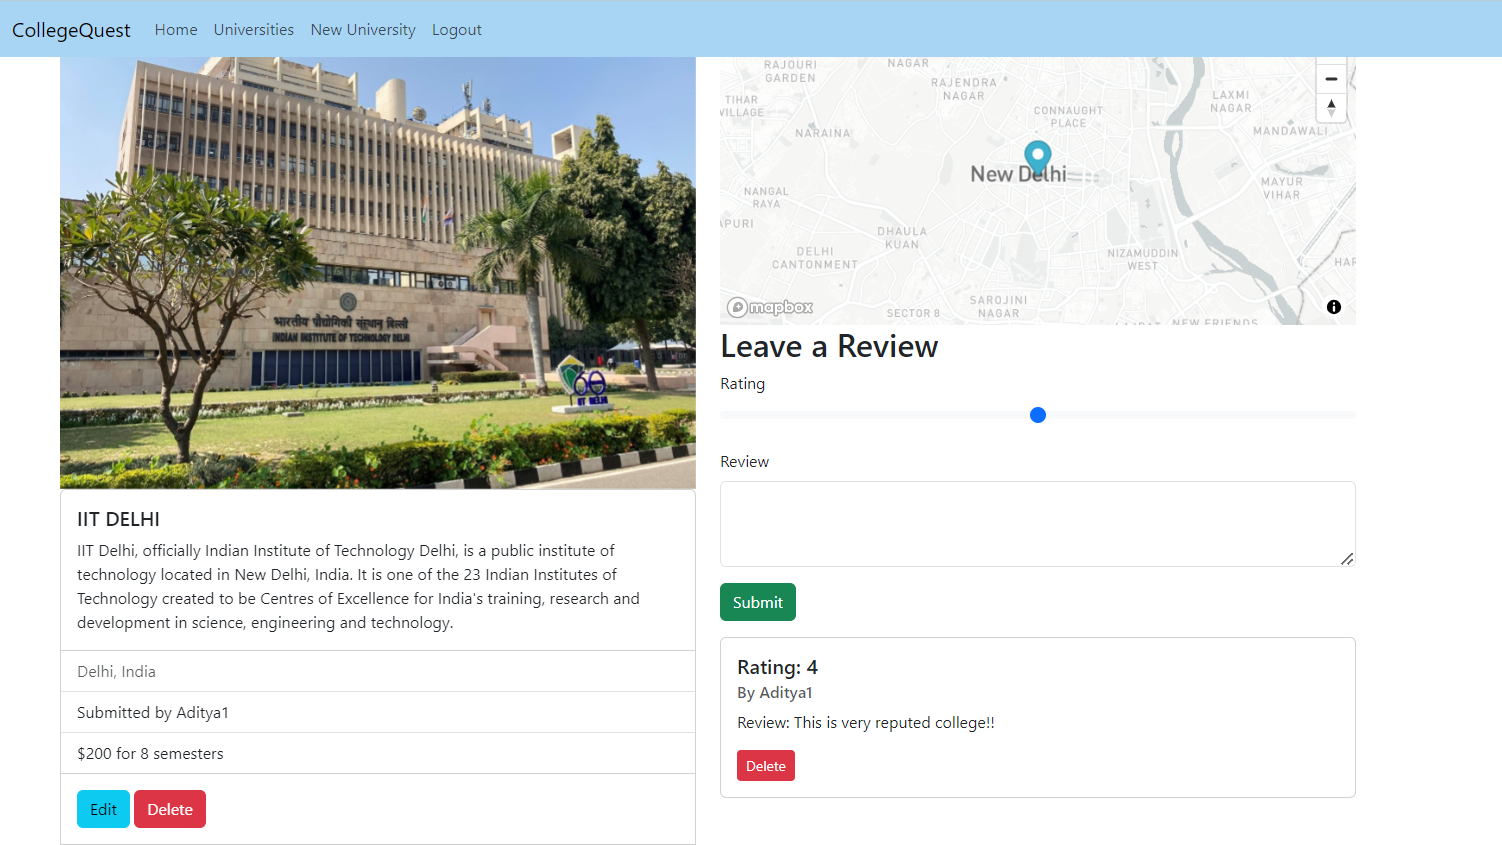 CollegeQuest Home Universities New University Logout
भारतीय प्रौद्योगिकी संस्थान दिल्ली
INDIAN INSTITUTE OF TECHNOLOGY DELHI
60
IIT DELHI
IIT DELHI
IIT Delhi, officially Indian Institute of Technology Delhi, is a public institute of
technology located in New Delhi, India. It is one of the 23 Indian Institutes of
Technology created to be Centres of Excellence for India's training, research and
development in science, engineering and technology.
Delhi, India
Submitted by Aditya1
$200 for 8 semesters
Edit Delete
RAJOURI
GARDEN
NAGAR
RAJENDRA
NAGAR
TIHAR
VILLAGE
CONNAUGHT
PLACE
LAXMI
NAGAR
NARAINA
MANDAWALI
New Delhi
NANGAL
RAYA
MAYUR
VIHAR
APURI
DHAULA
KUAN
DELHI
CANTONMENT
NIZAMUDDIN
WEST
HAR
SAROJINI
NAGAR
mapbox
SECTOR 8
NEW FRIENDS
Leave a Review
Rating
Review
Submit
Rating: 4
By Aditya1
Review: This is very reputed college!!
Delete